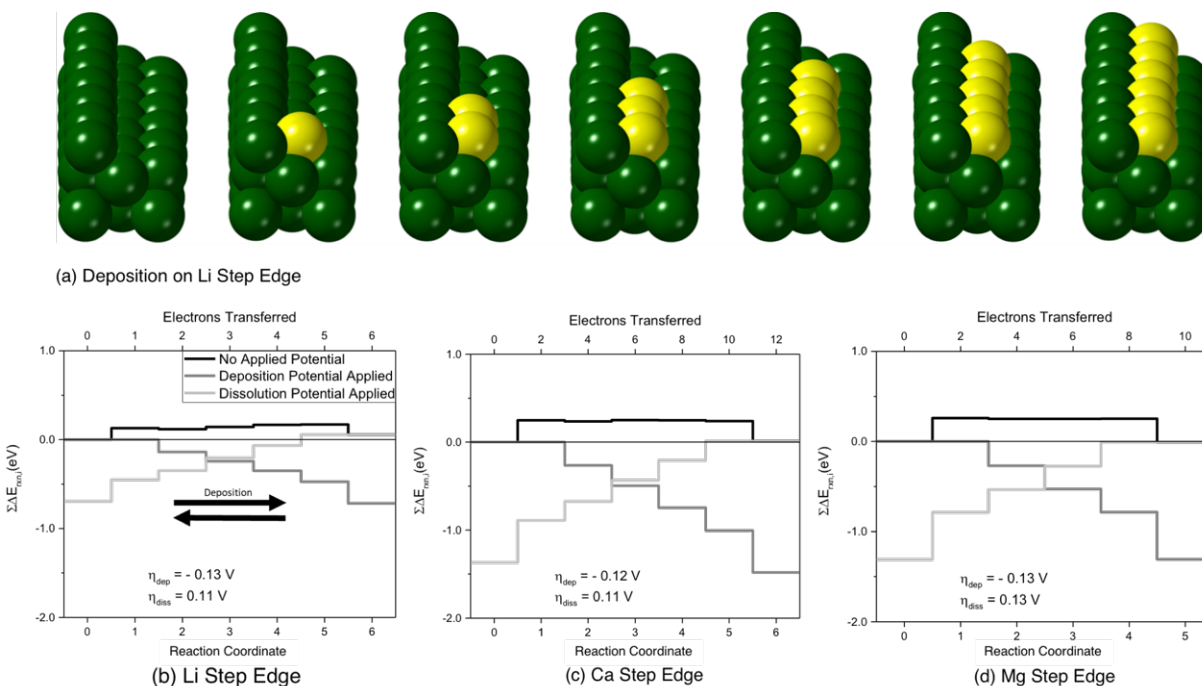 (a) Deposition on Li Step Edge
Electrons Transferred
0 1 2 3 4 5 6
1.0
0.0
-1.0
-2.0
ΣΔE_rxn,i(eV)
No Applied Potential
Deposition Potential Applied
Dissolution Potential Applied
Deposition
η_dep = - 0.13 V
η_diss = 0.11 V
0 1 2 3 4 5 6
Reaction Coordinate
(b) Li Step Edge
Electrons Transferred
0 2 4 6 8 10 12
1.0
0.0
-1.0
-2.0
ΣΔE_rxn,i(eV)
η_dep = - 0.12 V
η_diss = 0.11 V
0 1 2 3 4 5 6
Reaction Coordinate
(c) Ca Step Edge
Electrons Transferred
0 2 4 6 8 10
1.0
0.0
-1.0
-2.0
ΣΔE_rxn,i(eV)
η_dep = - 0.13 V
η_diss = 0.13 V
0 1 2 3 4 5
Reaction Coordinate
(d) Mg Step Edge